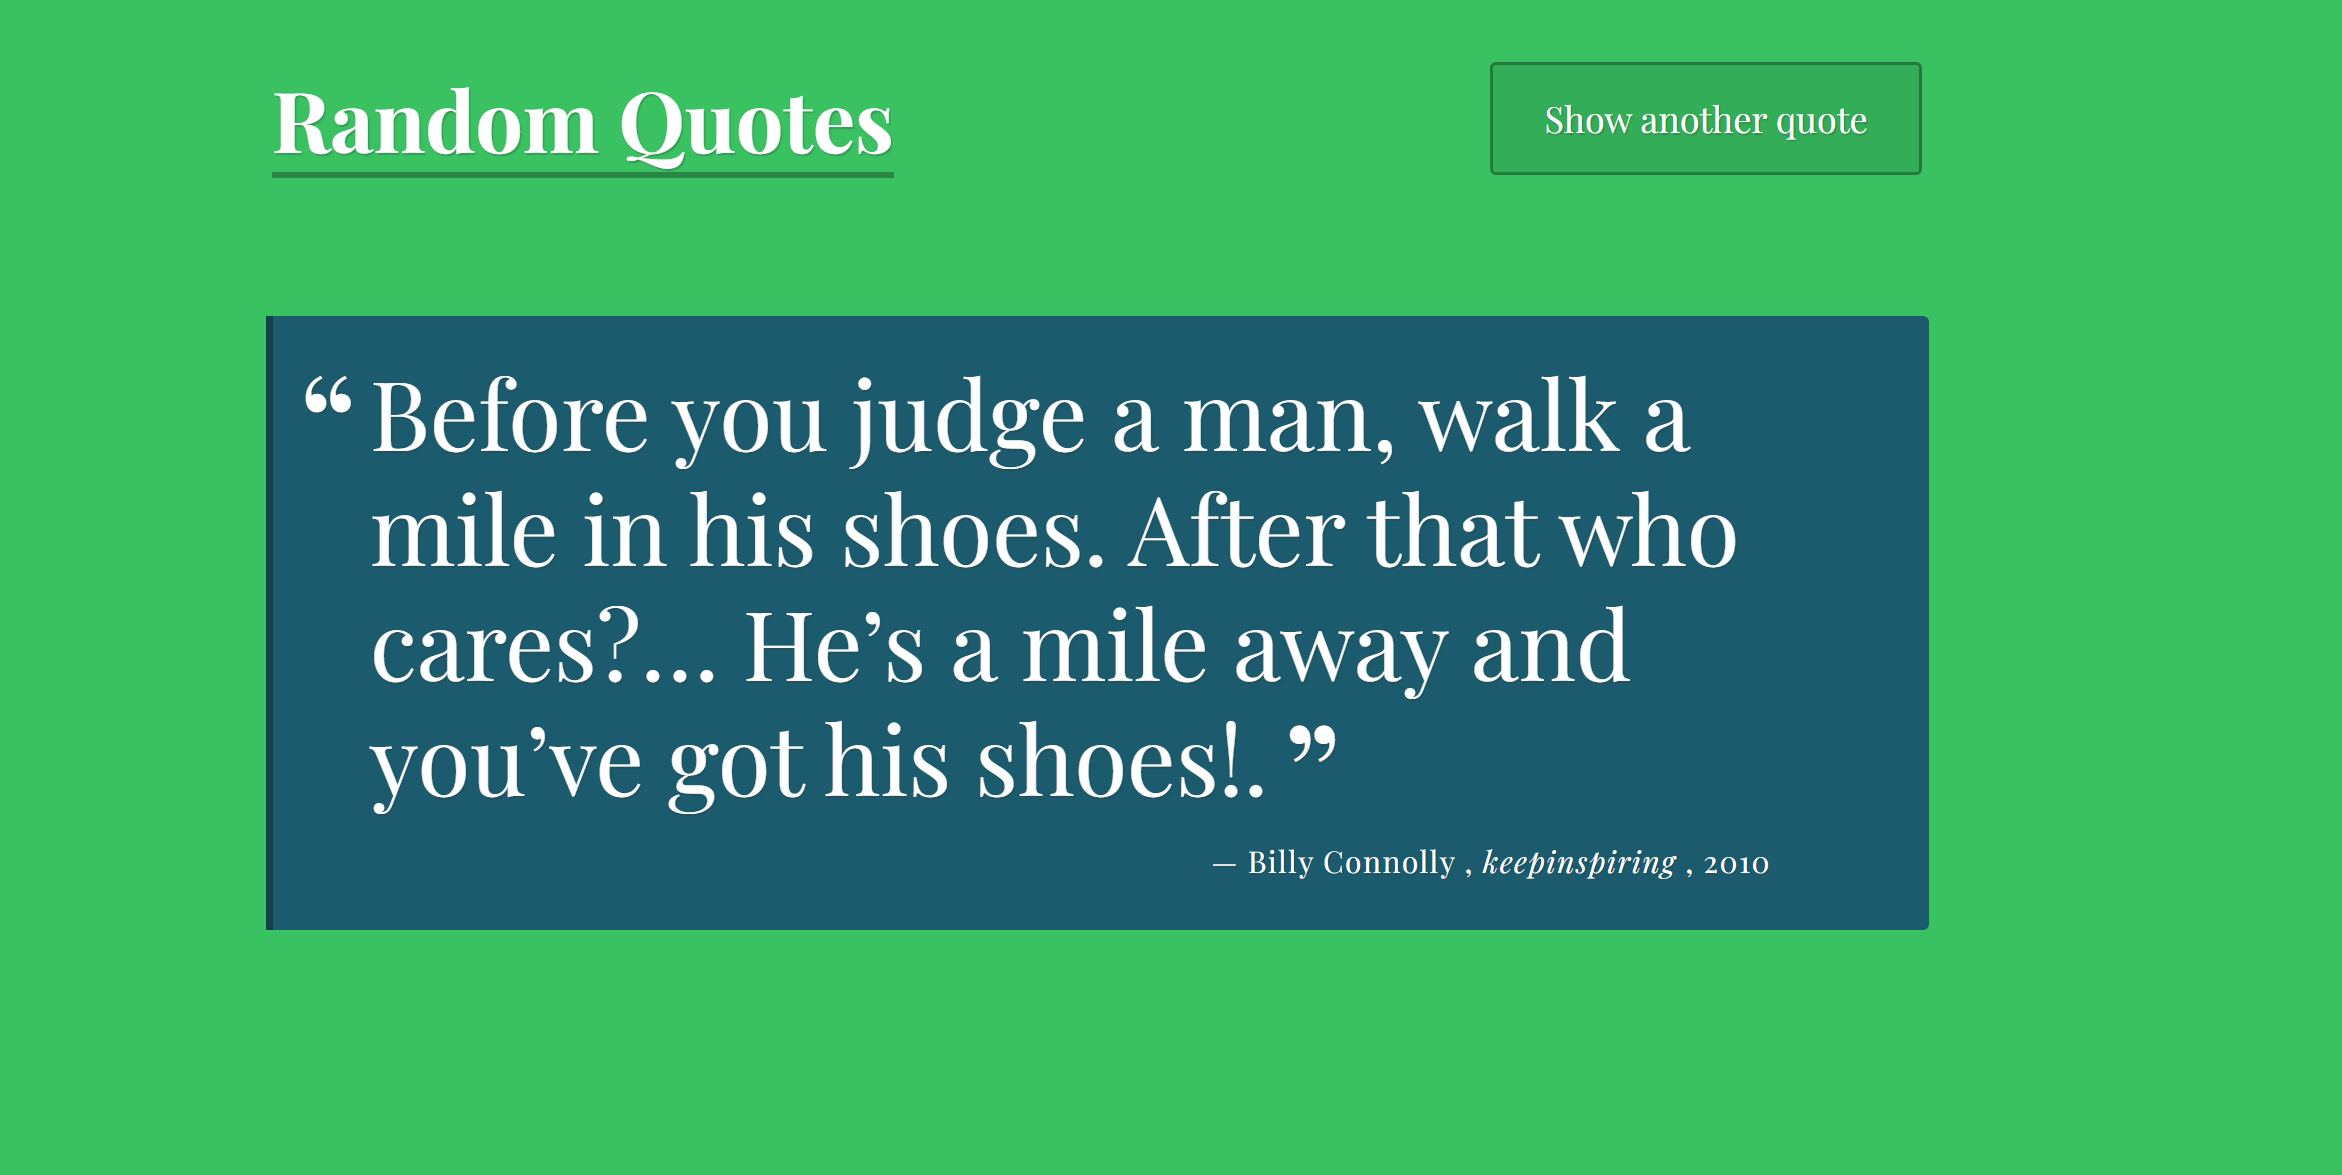 Random Quotes
Show another quote
“ Before you judge a man, walk a
mile in his shoes. After that who
cares?... He’s a mile away and
you’ve got his shoes!. ”
— Billy Connolly , keepinspiring , 2010